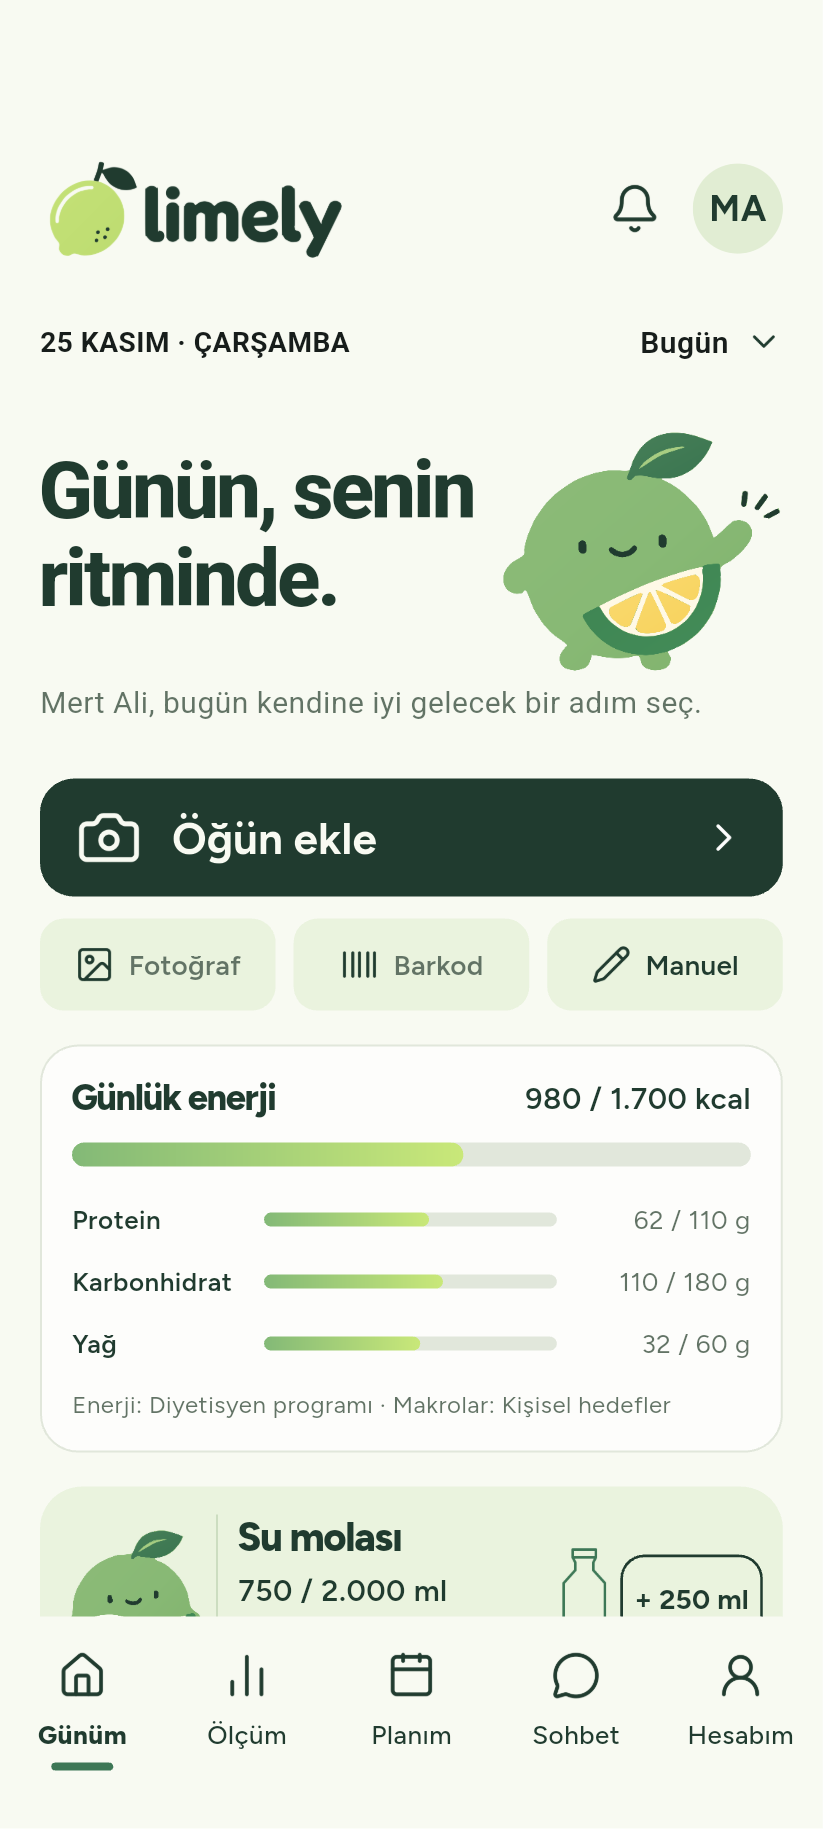 limely
MA
25 KASIM · ÇARŞAMBA
Bugün
Günün, senin
ritminde.
Mert Ali, bugün kendine iyi gelecek bir adım seç.
Öğün ekle
Fotoğraf
Barkod
Manuel
Günlük enerji
980 / 1.700 kcal
Protein
62 / 110 g
Karbonhidrat
110 / 180 g
Yağ
32 / 60 g
Enerji: Diyetisyen programı · Makrolar: Kişisel hedefler
Su molası
750 / 2.000 ml
+ 250 ml
Günüm
Ölçüm
Planım
Sohbet
Hesabım